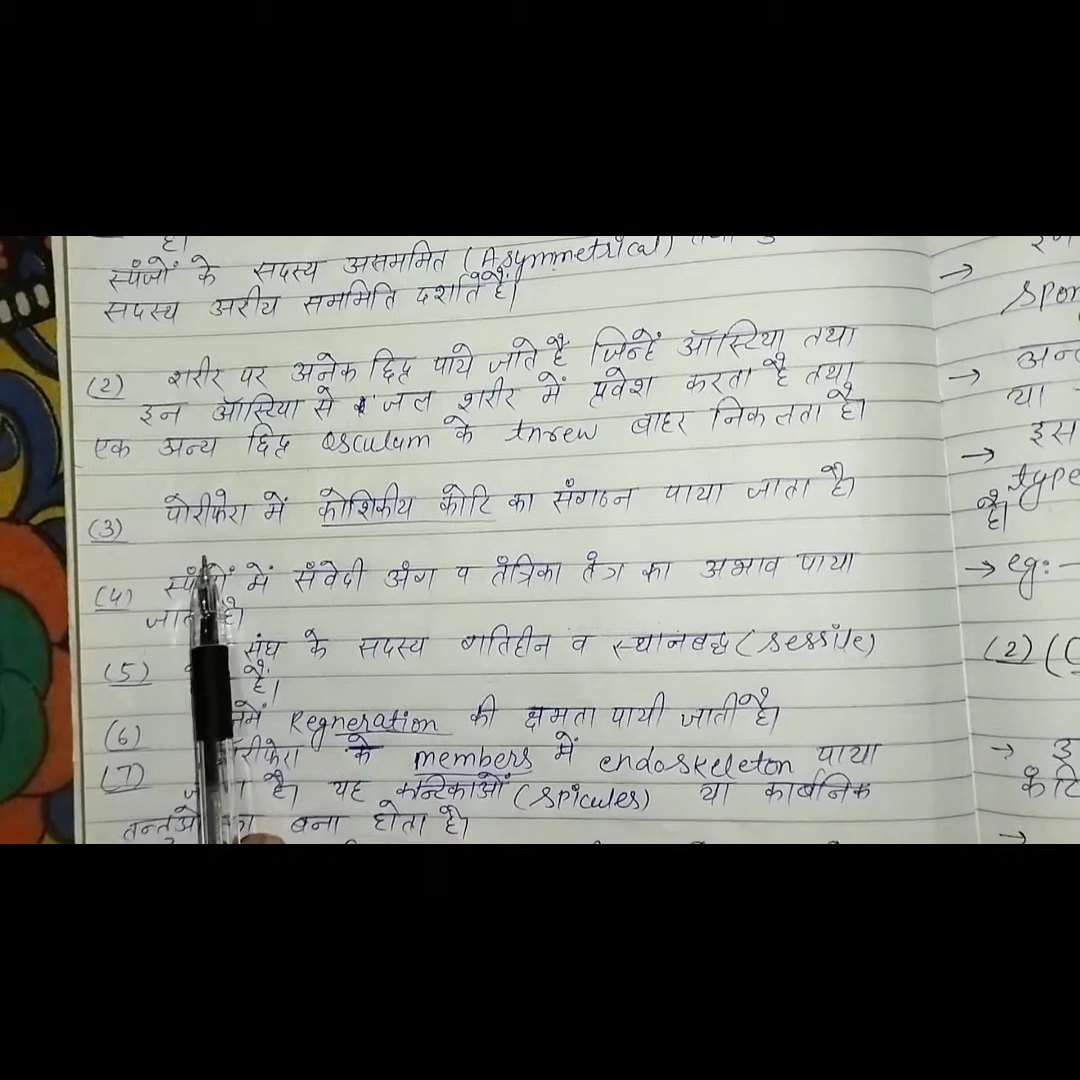 है।
स्पंजों के सदस्य असममित (Asymmetrical) तथा कु
सदस्य अरीय सममिति दर्शाते हैं।
(2) शरीर पर अनेक छिद्र पाये जाते है जिन्हें ऑस्टिया तथा
इन ऑस्टिया से जल शरीर में प्रवेश करता है तथा
एक अन्य छिद्र osculum के threw बाहर निकलता है।
(3) पोरीफेरा में कोशिकीय कोटि का संगठन पाया जाता है।
(4) स्पंजों में संवेदी अंग व तंत्रिका तंत्र का अभाव पाया
जाता है।
(5) संघ के सदस्य गतिहीन व स्थानबद्ध (sessile)
हैं।
(6) Regneration की क्षमता पायी जाती है।
(7) पोरीफेरा के members में endoskeleton पाया
है। यह कन्टिकाओं (spicules) या कार्बनिक
तन्तुओं का बना होता है।
→
spon
→
या
→ इस
type
है।
→ eg: -
(2) (
→ इ
→